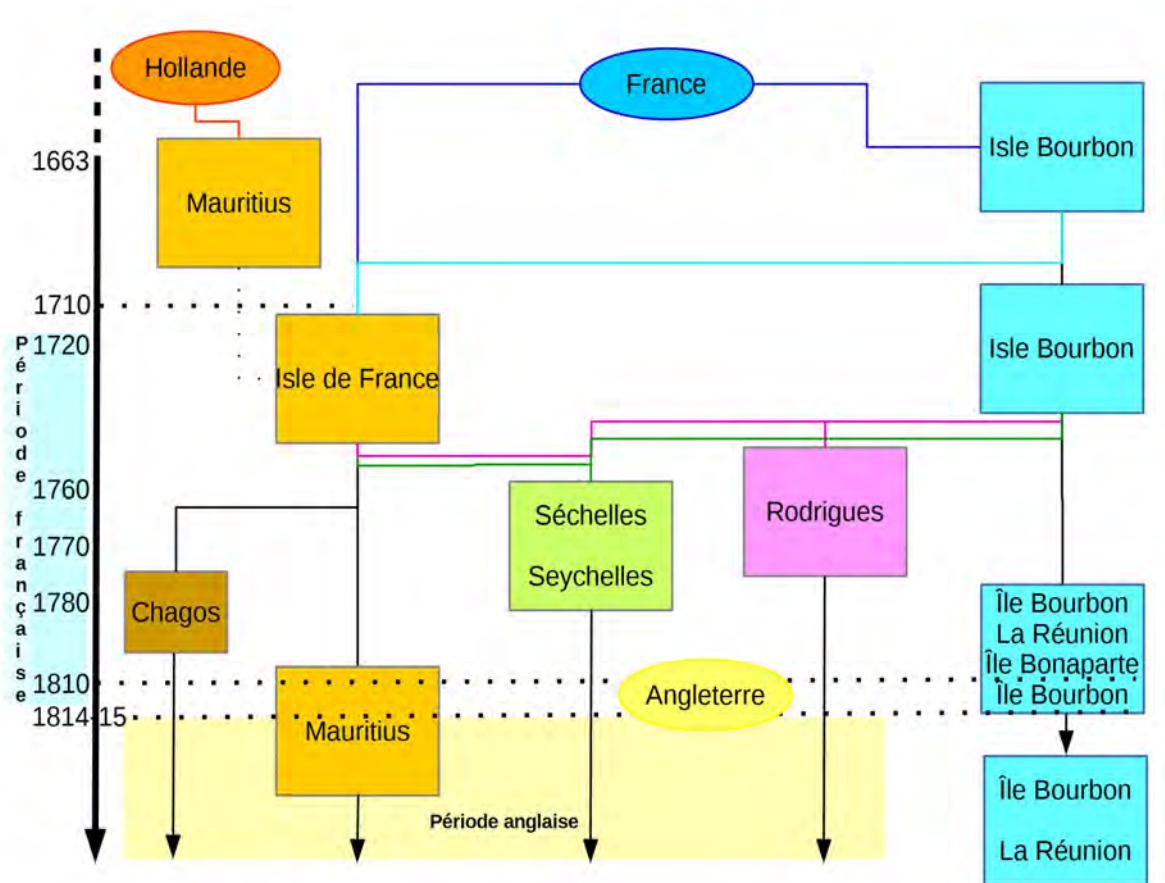 Hollande
France
Isle Bourbon
1663
Mauritius
1710
1720
Isle de France
Isle Bourbon
Période française
1760
Séchelles
Seychelles
Rodrigues
1770
1780
Chagos
Île Bourbon
La Réunion
Île Bonaparte
Île Bourbon
1810
Angleterre
1814-15
Mauritius
Période anglaise
Île Bourbon
La Réunion